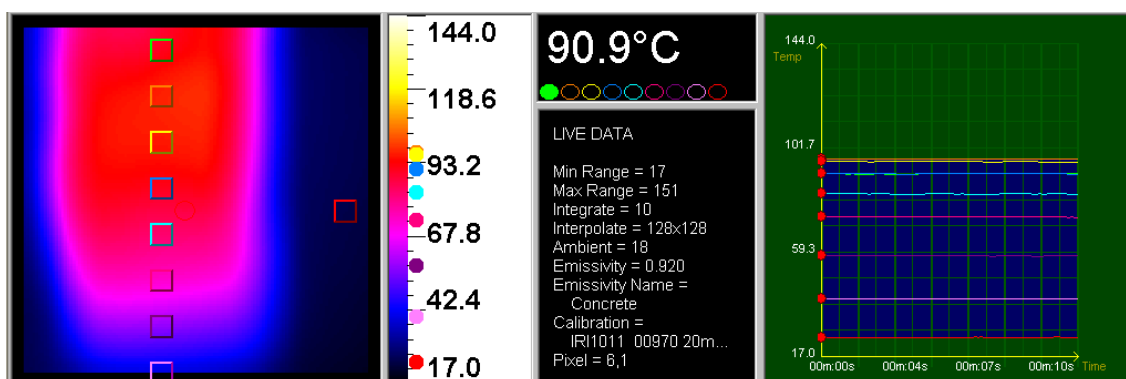 144.0
118.6
93.2
67.8
42.4
17.0
90.9°C
LIVE DATA
Min Range = 17
Max Range = 151
Integrate = 10
Interpolate = 128x128
Ambient = 18
Emissivity = 0.920
Emissivity Name =
Concrete
Calibration =
IRI1011 00970 20m...
Pixel = 6,1
144.0
Temp
101.7
59.3
17.0
00m:00s 00m:04s 00m:07s 00m:10s Time